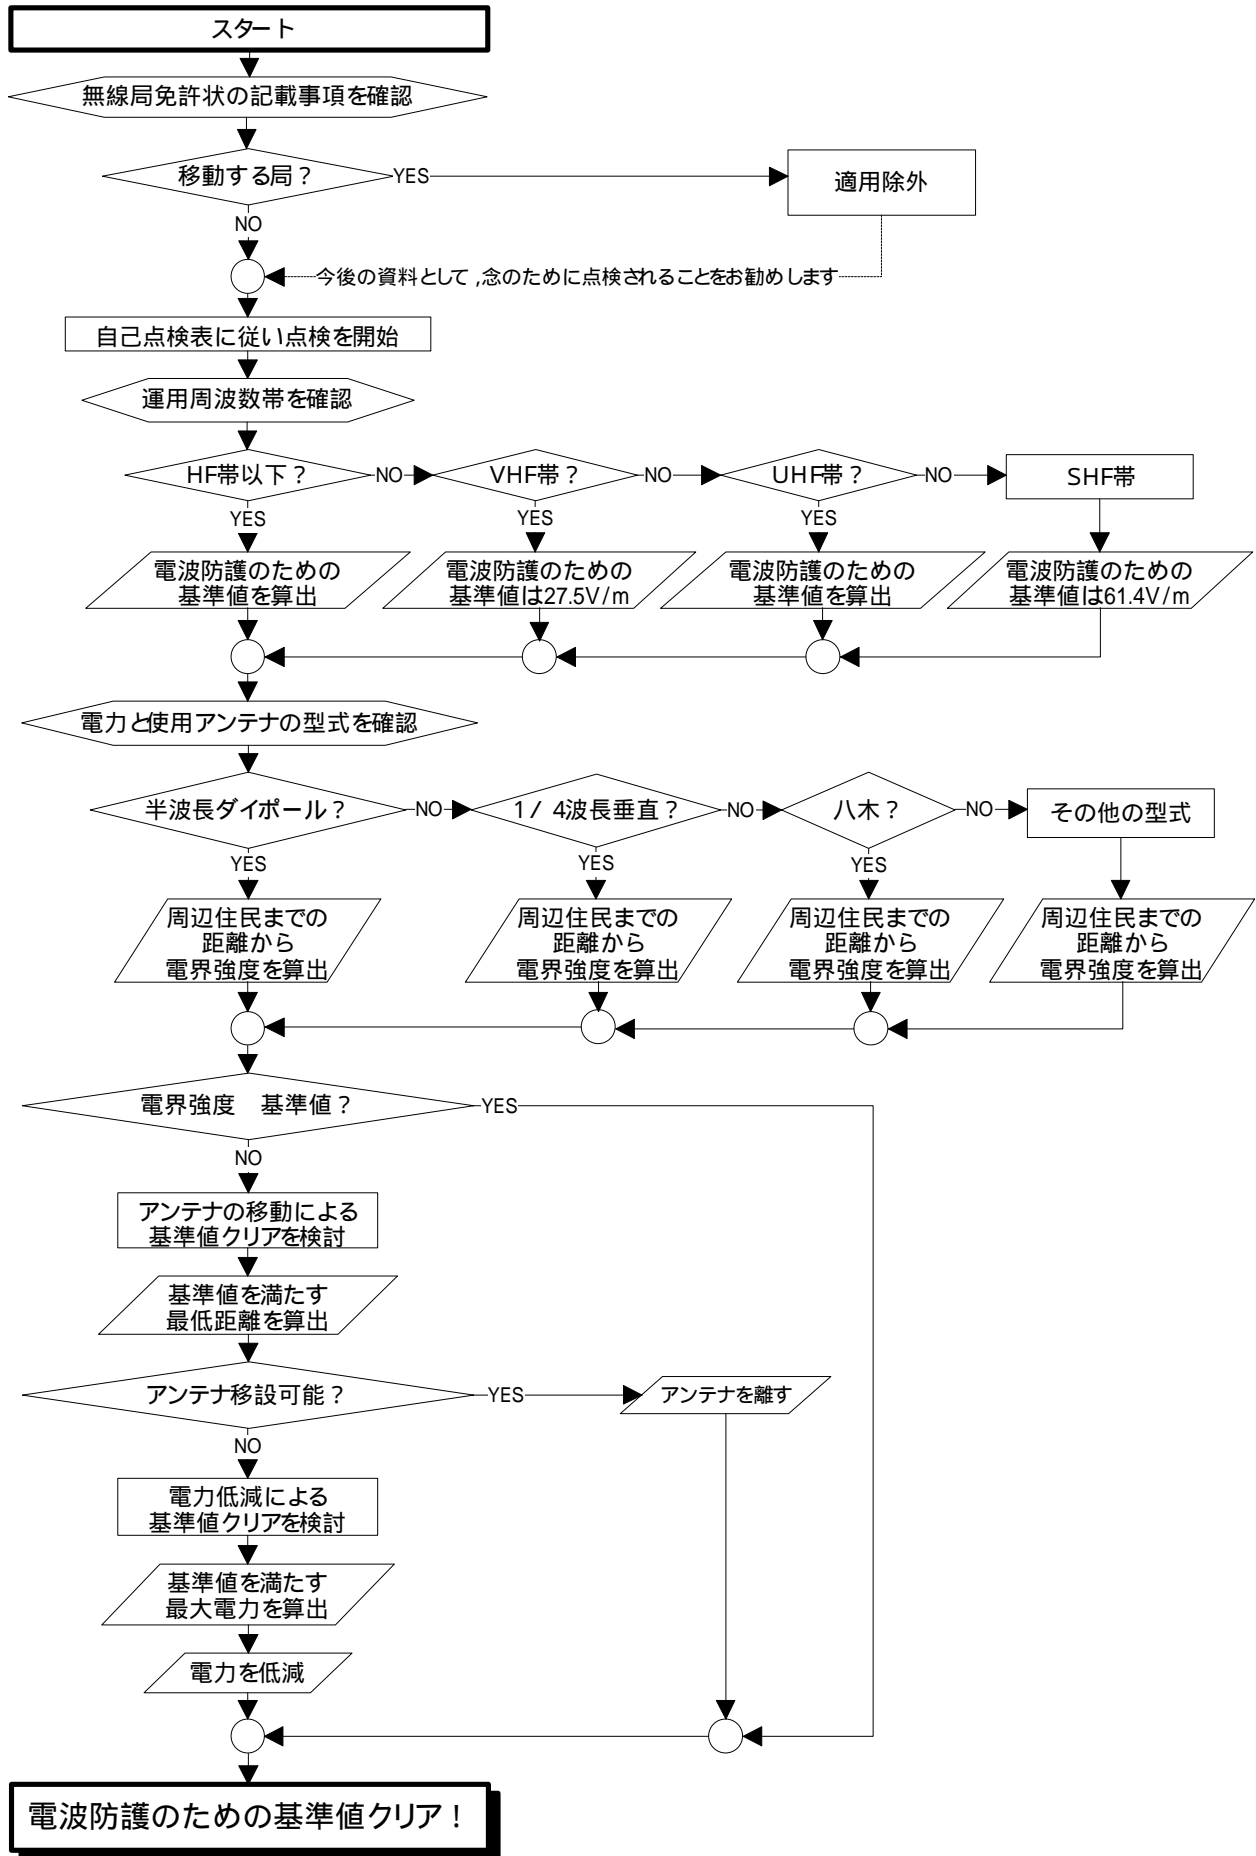 スタート
無線局免許状の記載事項を確認
移動する局？
YES
適用除外
NO
今後の資料として,念のために点検されることをお勧めします
自己点検表に従い点検を開始
運用周波数帯を確認
HF帯以下？
NO
VHF帯？
NO
UHF帯？
NO
SHF帯
YES
YES
YES
電波防護のための
基準値を算出
電波防護のための
基準値は27.5V/m
電波防護のための
基準値を算出
電波防護のための
基準値は61.4V/m
電力と使用アンテナの型式を確認
半波長ダイポール？
NO
1/ 4波長垂直？
NO
八木？
NO
その他の型式
YES
YES
YES
周辺住民までの
距離から
電界強度を算出
周辺住民までの
距離から
電界強度を算出
周辺住民までの
距離から
電界強度を算出
周辺住民までの
距離から
電界強度を算出
電界強度　基準値？
YES
NO
アンテナの移動による
基準値クリアを検討
基準値を満たす
最低距離を算出
アンテナ移設可能？
YES
アンテナを離す
NO
電力低減による
基準値クリアを検討
基準値を満たす
最大電力を算出
電力を低減
電波防護のための基準値クリア！